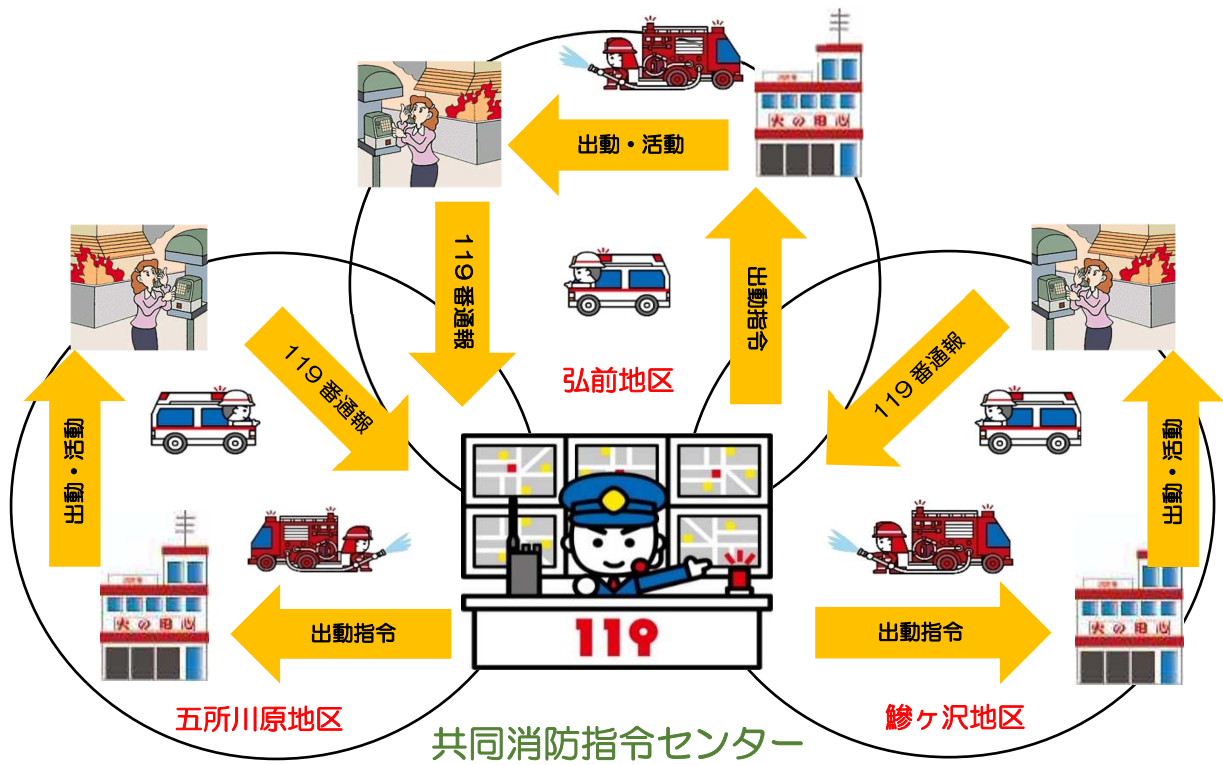 火の用心
出動・活動
119番通報
出動指令
弘前地区
119番通報
出動・活動
火の用心
出動指令
五所川原地区
119番通報
出動・活動
火の用心
出動指令
鰺ヶ沢地区
119
共同消防指令センター